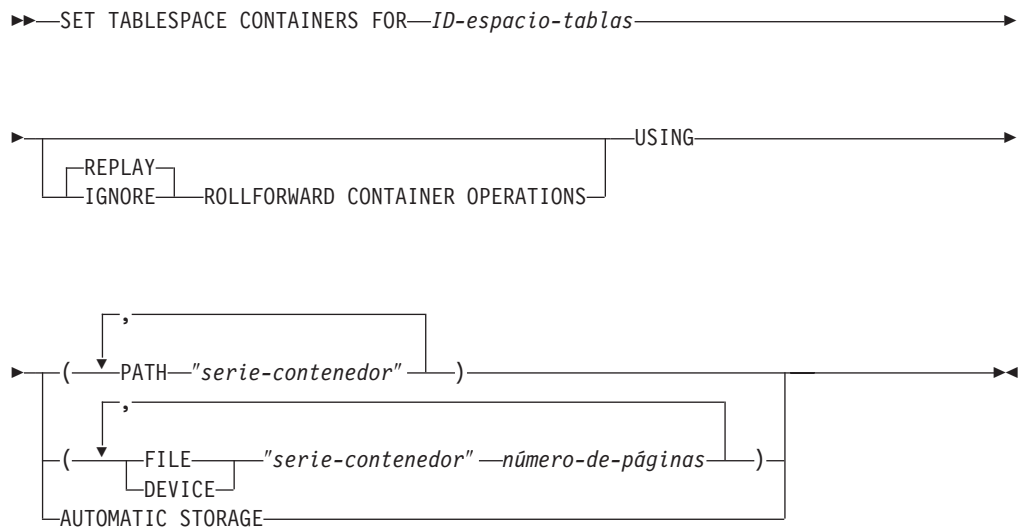 SET TABLESPACE CONTAINERS FOR ID-espacio-tablas
USING
REPLAY
IGNORE ROLLFORWARD CONTAINER OPERATIONS
,
( PATH "serie-contenedor" )
,
( FILE "serie-contenedor" número-de-páginas )
DEVICE
AUTOMATIC STORAGE